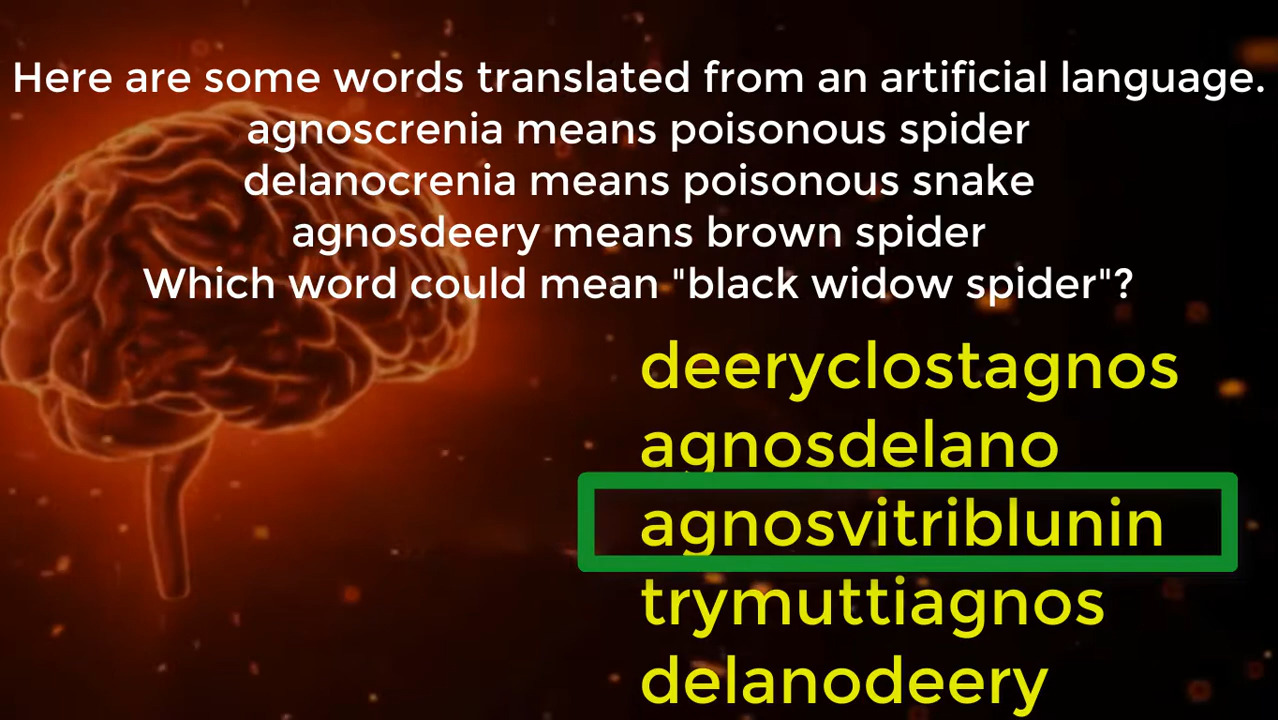 Here are some words translated from an artificial language.
agnoscrenia means poisonous spider
delanocrenia means poisonous snake
agnosdeery means brown spider
Which word could mean "black widow spider"?
deeryclostagnos
agnosdelano
agnosvitriblunin
trymuttiagnos
delanodeery